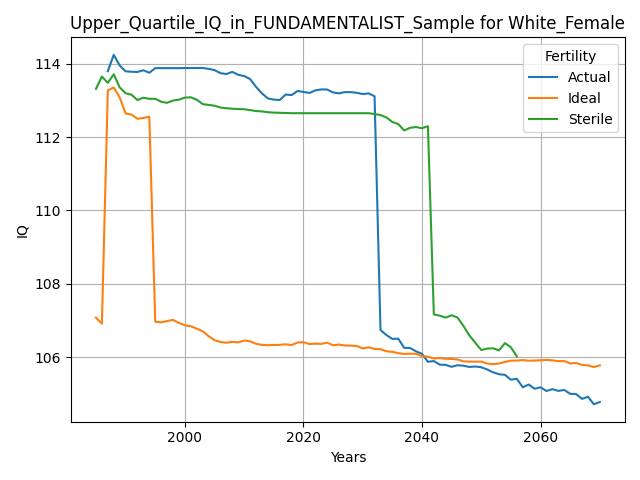 Upper_Quartile_IQ_in_FUNDAMENTALIST_Sample for White_Female
Fertility
Actual
Ideal
Sterile
114
112
110
108
106
IQ
2000
2020
2040
2060
Years